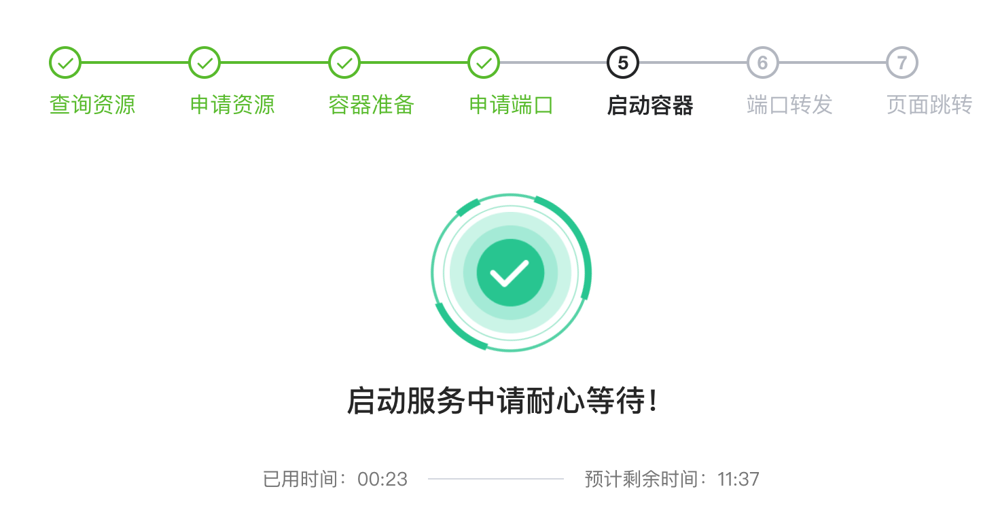 5 6 7
查询资源 申请资源 容器准备 申请端口 启动容器 端口转发 页面跳转
启动服务中请耐心等待！
已用时间：00:23 预计剩余时间：11:37